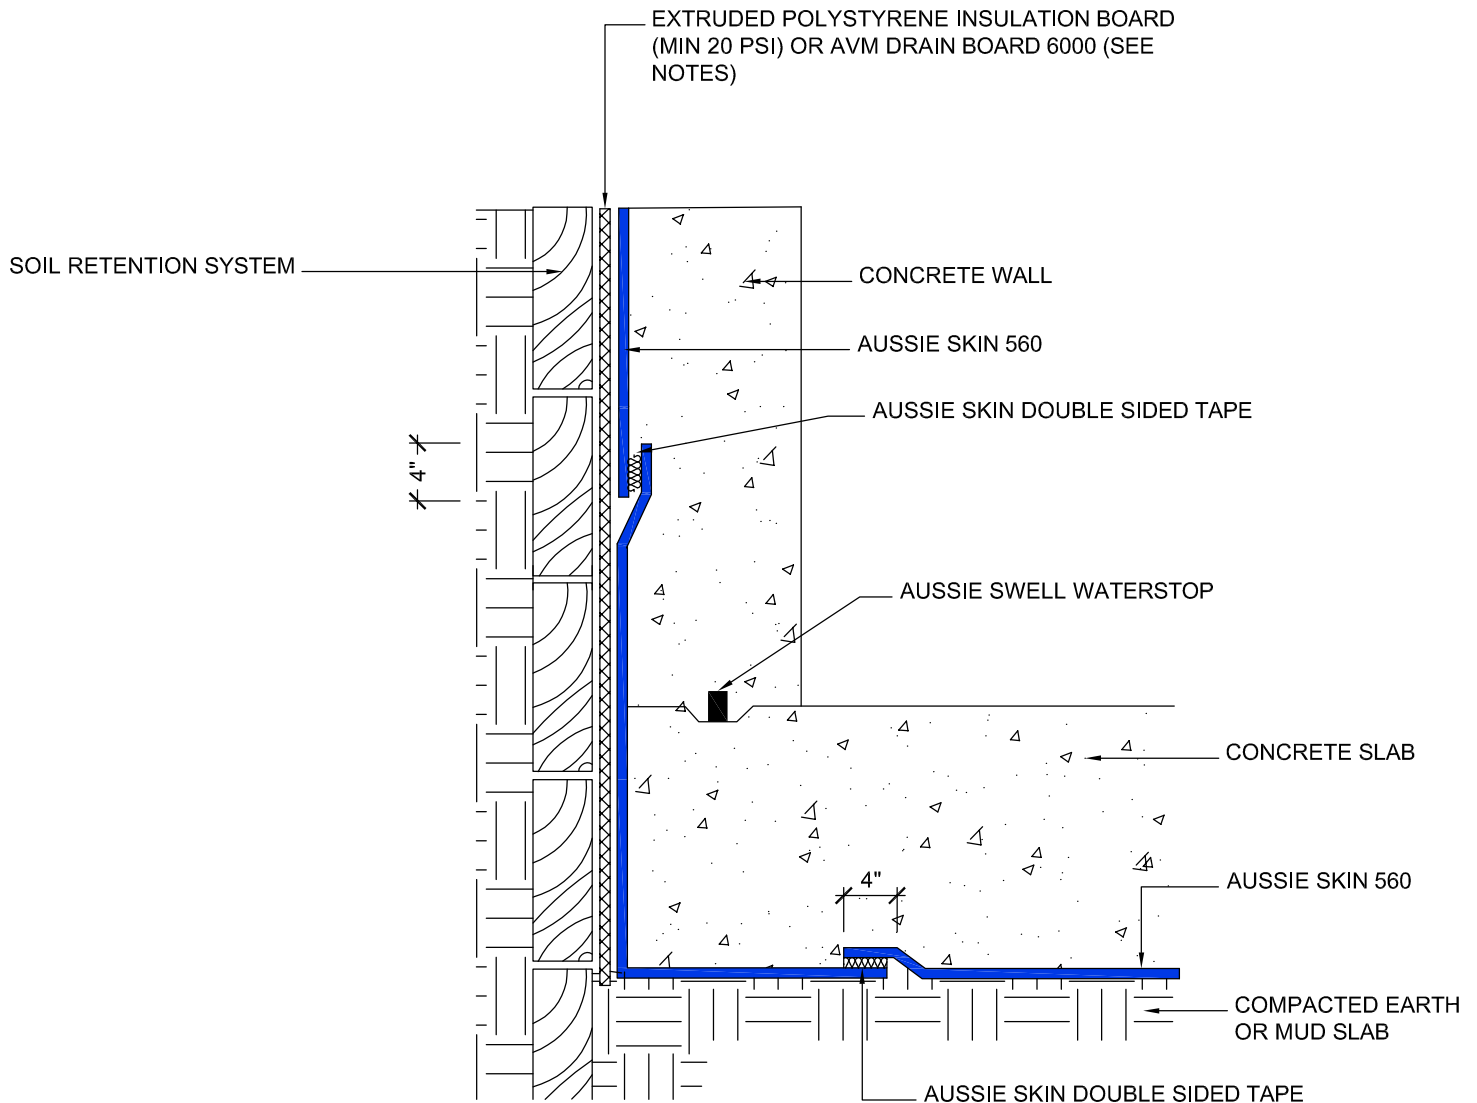 EXTRUDED POLYSTYRENE INSULATION BOARD
(MIN 20 PSI) OR AVM DRAIN BOARD 6000 (SEE
NOTES)
SOIL RETENTION SYSTEM
CONCRETE WALL
AUSSIE SKIN 560
AUSSIE SKIN DOUBLE SIDED TAPE
4"
AUSSIE SWELL WATERSTOP
CONCRETE SLAB
4"
AUSSIE SKIN 560
COMPACTED EARTH
OR MUD SLAB
AUSSIE SKIN DOUBLE SIDED TAPE